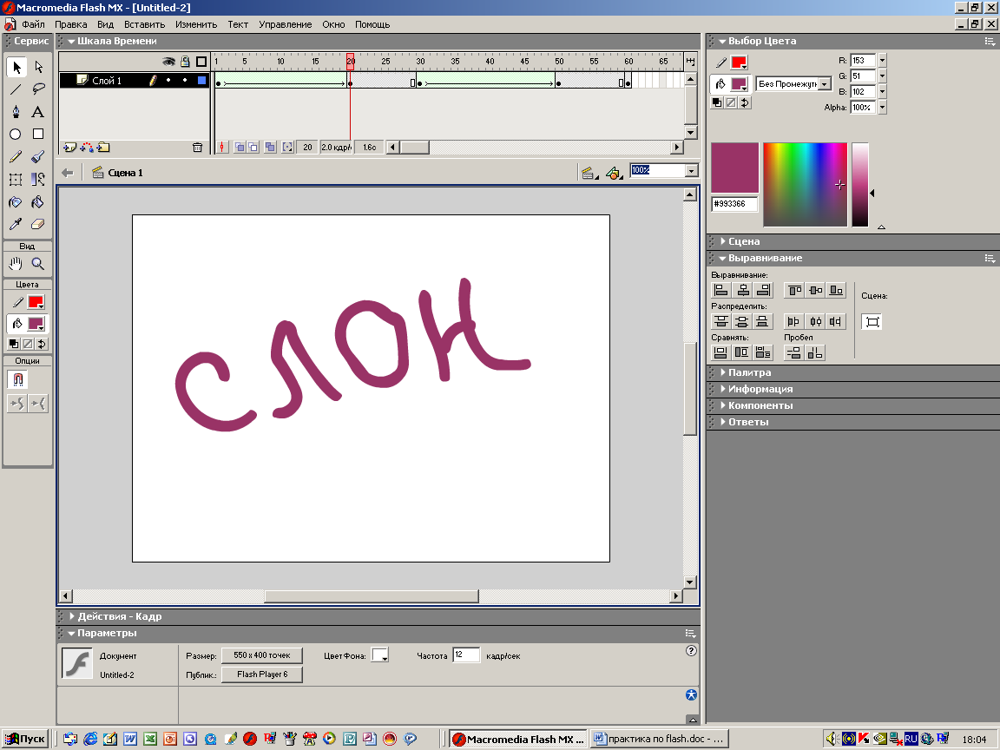 Macromedia Flash MX - [Untitled-2]
Файл Правка Вид Вставить Изменить Тект Управление Окно Помощь
Сервис
Шкала Времени
1 5 10 15 20 25 30 35 40 45 50 55 60 65
Слой 1
20 2.0 кдр/ 1.6с
Сцена 1
100%
Вид
Цвета
Опции
СЛОН
Выбор Цвета
R: 153
G: 51
Без Промежутн
B: 102
Alpha: 100%
#993366
Сцена
Выравнивание
Выравнивание:
Сцена:
Распределить:
Сравнять: Пробел
Палитра
Информация
Компоненты
Ответы
Действия - Кадр
Параметры
Документ
Untitled-2
Размер: 550 x 400 точек
Цвет Фона:
Частота 12 кадр/сек
Публик.: Flash Player 6
Пуск
Macromedia Flash MX ...
практика по flash.doc - ...
RU
18:04